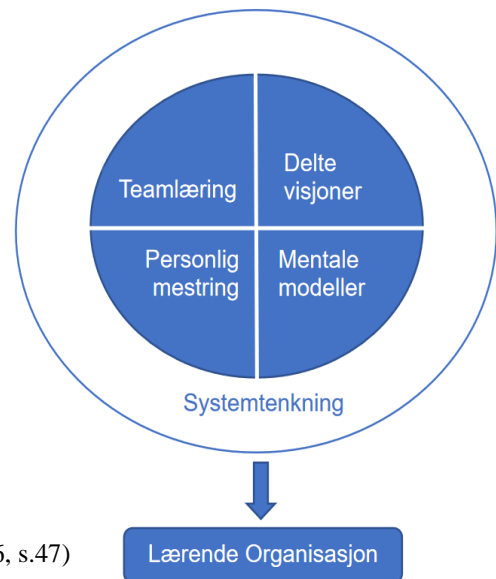 Teamlæring
Delte
visjoner
Personlig
mestring
Mentale
modeller
Systemtenkning
, s.47)
Lærende Organisasjon